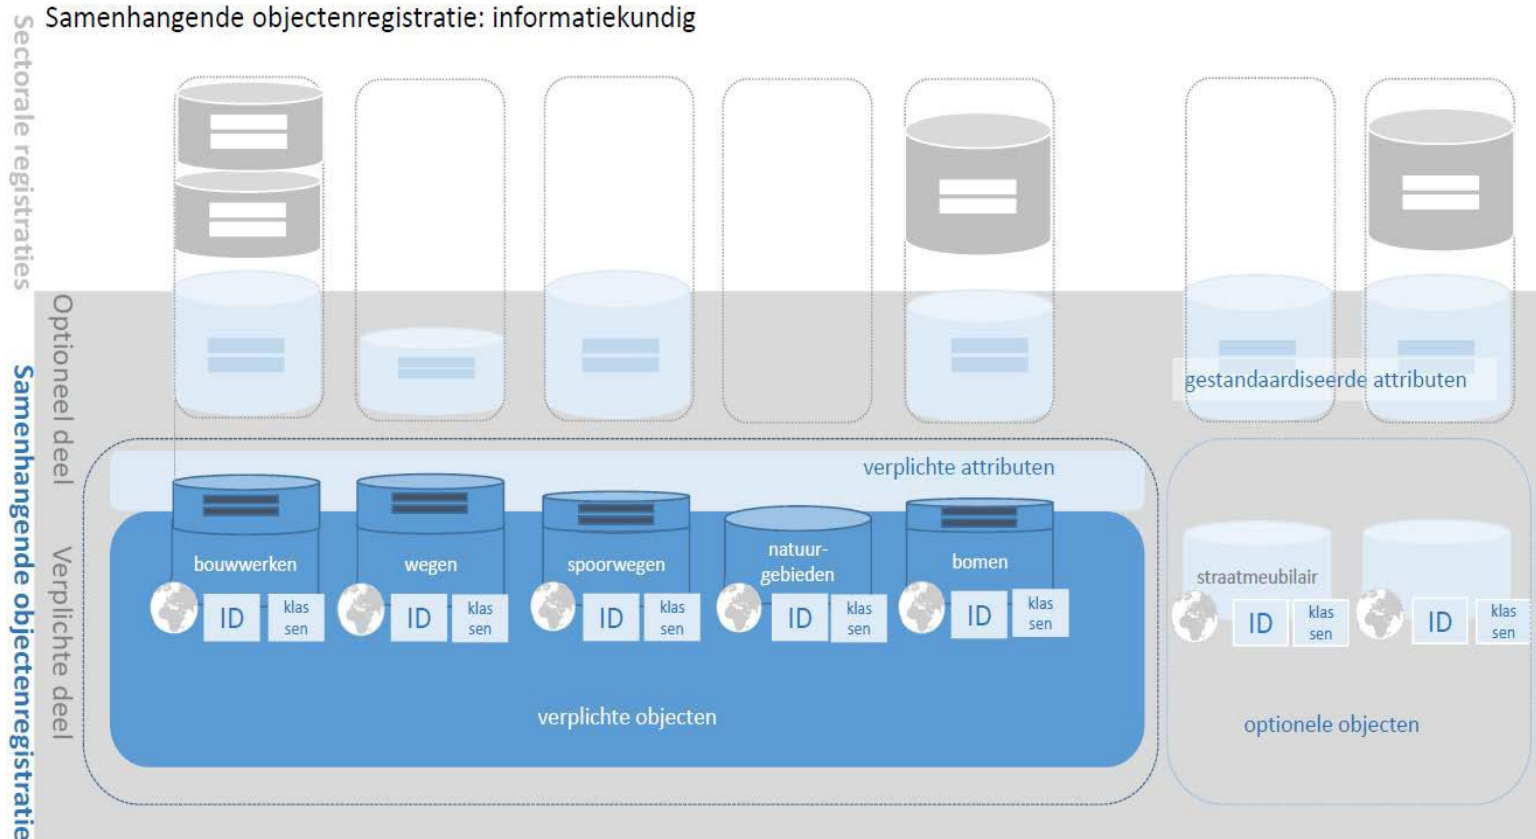 Samenhangende objectenregistratie: informatiekundig
Sectorale registraties
Samenhangende objectenregistratie
Optioneel deel
Verplichte deel
gestandaardiseerde attributen
verplichte attributen
bouwwerken
wegen
spoorwegen
natuur-
gebieden
bomen
straatmeubilair
ID
klas
sen
ID
klas
sen
ID
klas
sen
ID
klas
sen
ID
klas
sen
ID
klas
sen
ID
klas
sen
verplichte objecten
optionele objecten